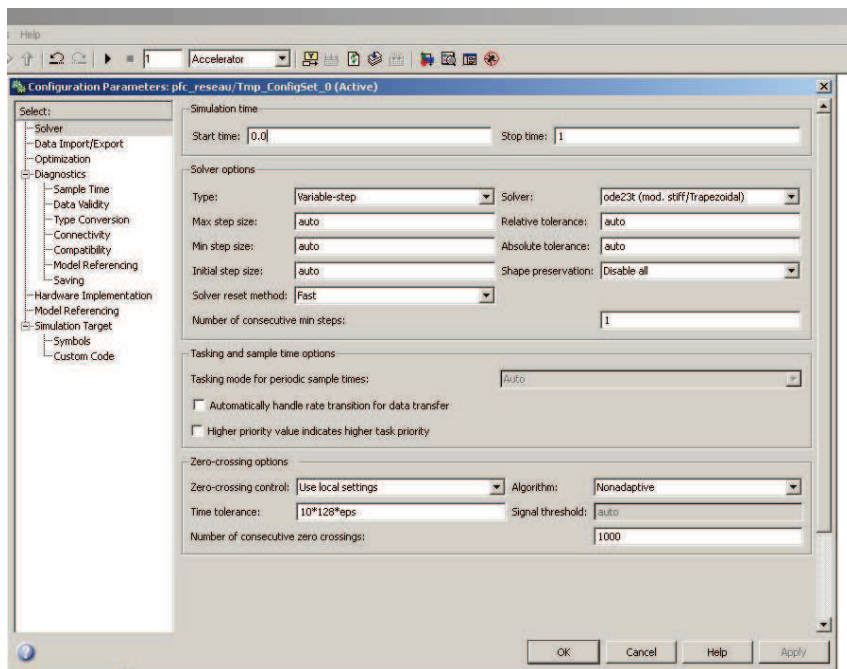 Help
1 Accelerator
Configuration Parameters: pfc_reseau/Tmp_ConfigSet_0 (Active)
Select:
Solver
Data Import/Export
Optimization
Diagnostics
Sample Time
Data Validity
Type Conversion
Connectivity
Compatibility
Model Referencing
Saving
Hardware Implementation
Model Referencing
Simulation Target
Symbols
Custom Code
Simulation time
Start time: 0.0 Stop time: 1
Solver options
Type: Variable-step Solver: ode23t (mod. stiff/Trapezoidal)
Max step size: auto Relative tolerance: auto
Min step size: auto Absolute tolerance: auto
Initial step size: auto Shape preservation: Disable all
Solver reset method: Fast
Number of consecutive min steps: 1
Tasking and sample time options
Tasking mode for periodic sample times: Auto
Automatically handle rate transition for data transfer
Higher priority value indicates higher task priority
Zero-crossing options
Zero-crossing control: Use local settings Algorithm: Nonadaptive
Time tolerance: 10*128*eps Signal threshold: auto
Number of consecutive zero crossings: 1000
OK Cancel Help Apply